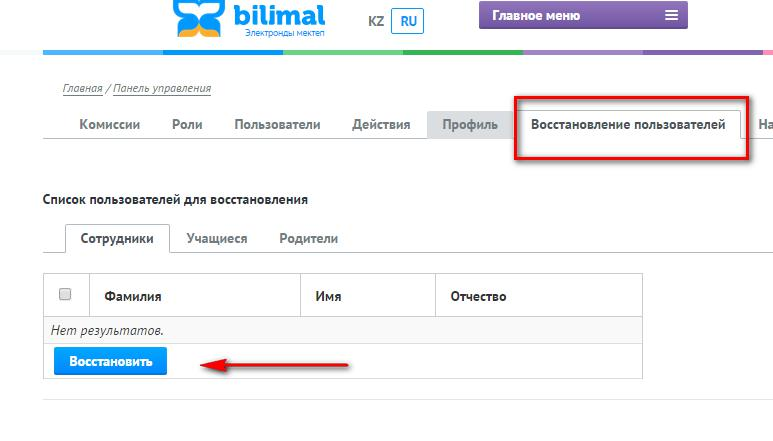 bilimal
Электронды мектеп
KZ RU
Главное меню
Главная / Панель управления
Комиссии Роли Пользователи Действия Профиль Восстановление пользователей На
Список пользователей для восстановления
Сотрудники Учащиеся Родители
Фамилия Имя Отчество
Нет результатов.
Восстановить